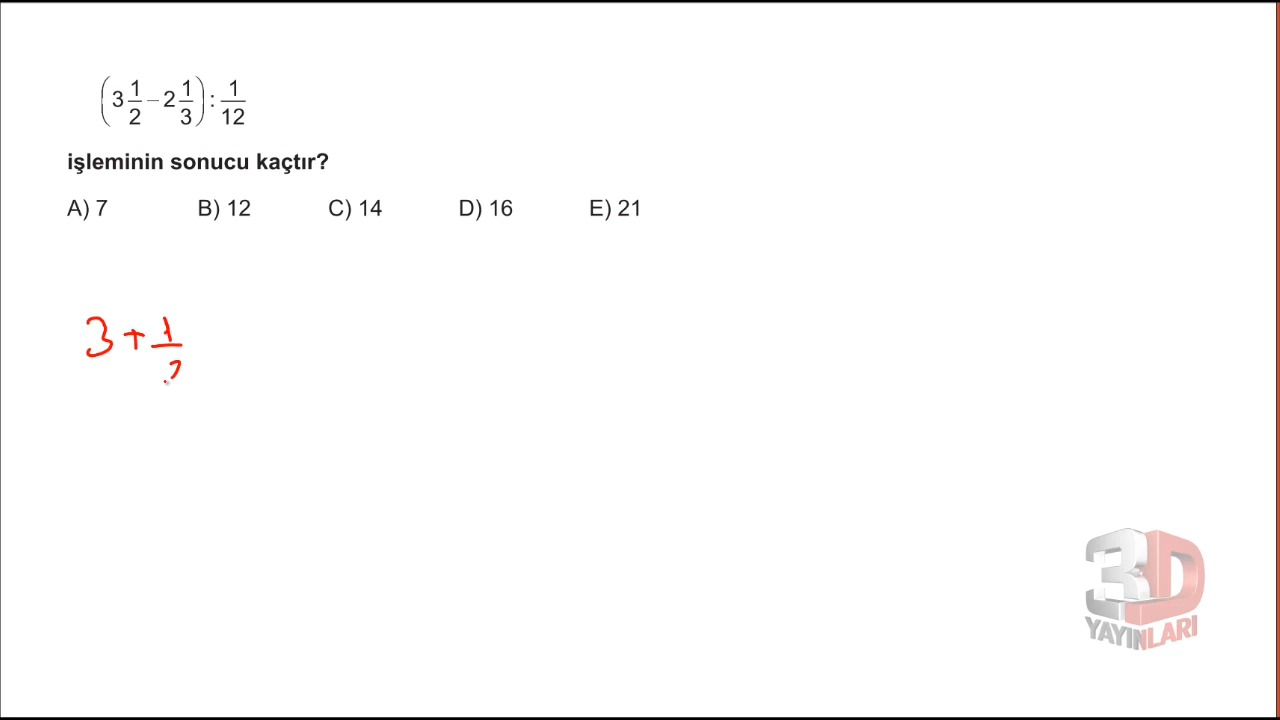 (3 1/2 − 2 1/3) : 1/12
işleminin sonucu kaçtır?
A) 7 B) 12 C) 14 D) 16 E) 21
3 + 1/2
3D
YAYINLARI